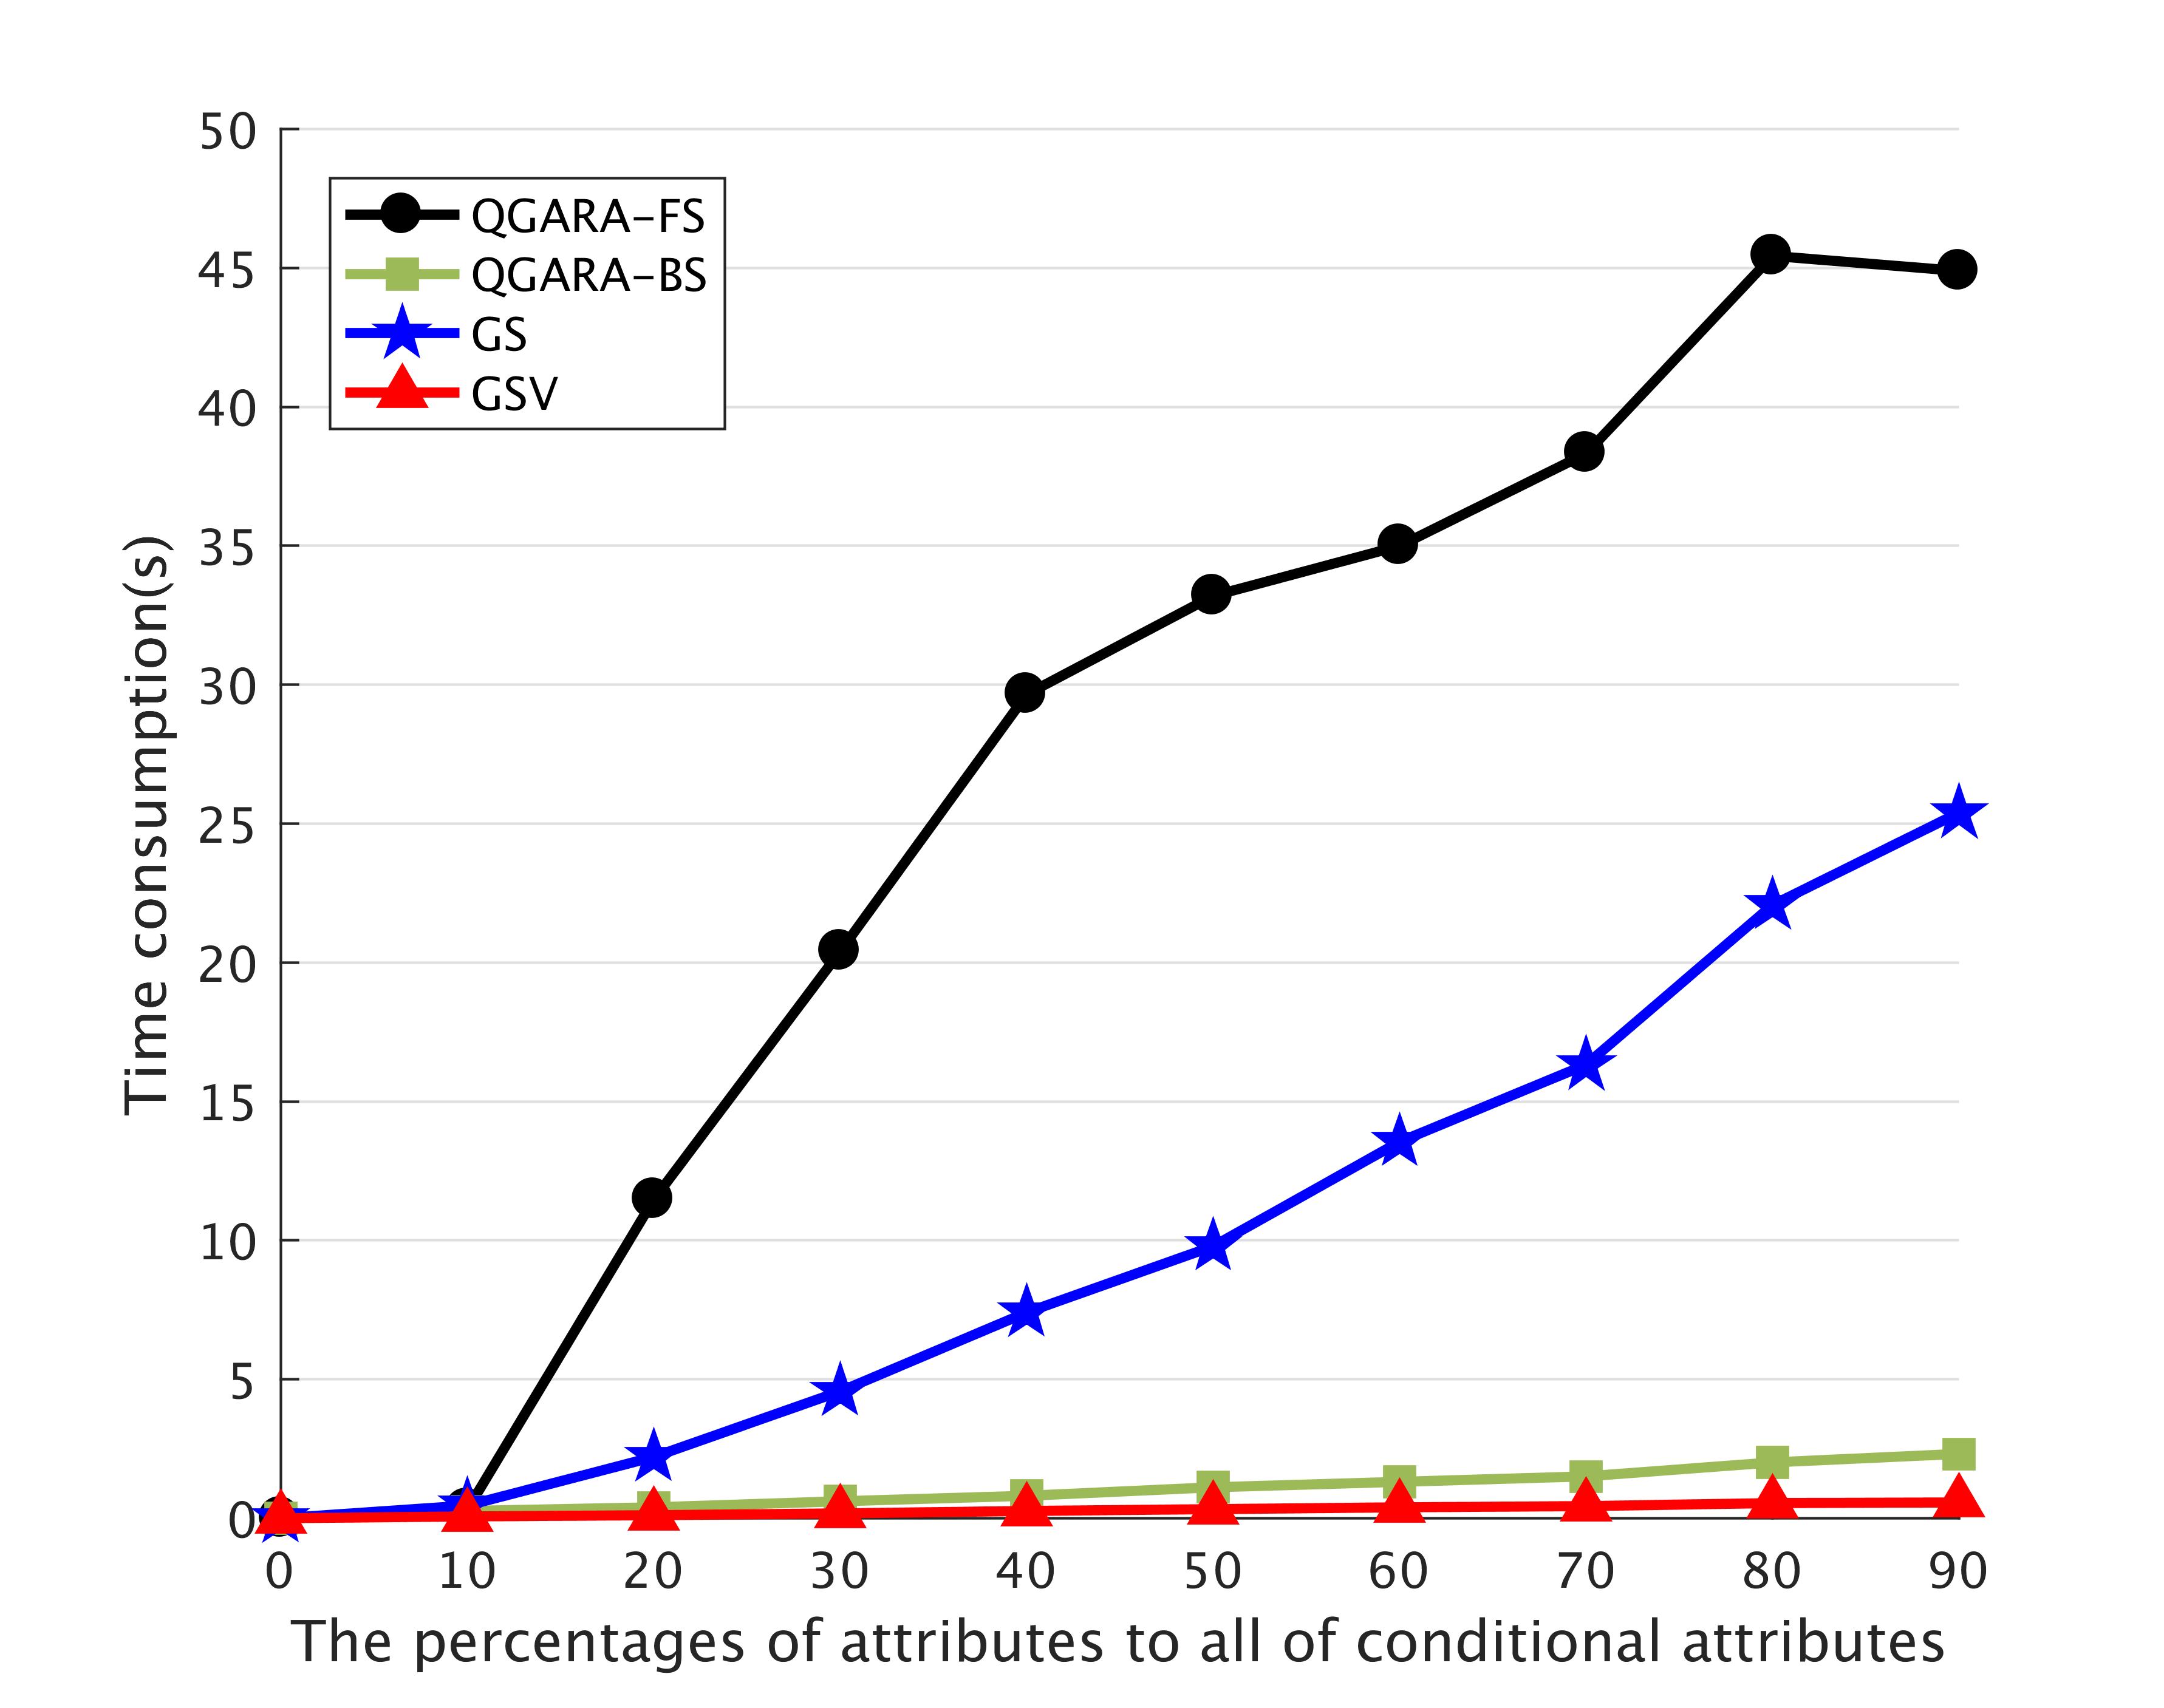 50
45
40
35
30
25
20
15
10
5
0
Time consumption(s)
QGARA-FS
QGARA-BS
GS
GSV
0 10 20 30 40 50 60 70 80 90
The percentages of attributes to all of conditional attributes